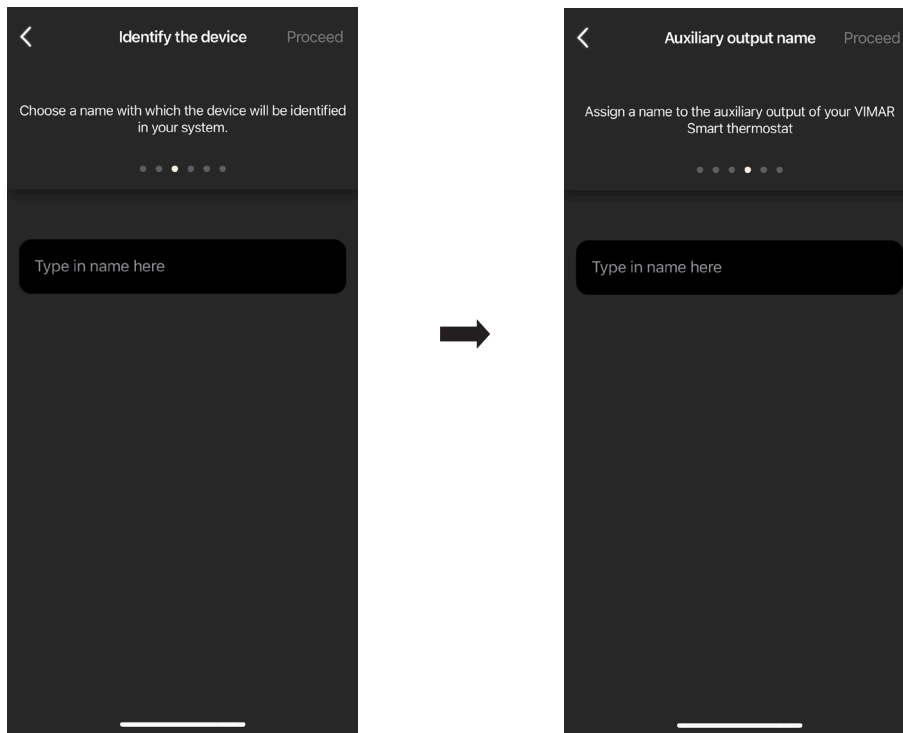 Identify the device
Proceed
Choose a name with which the device will be identified
in your system.
Type in name here
Auxiliary output name
Proceed
Assign a name to the auxiliary output of your VIMAR
Smart thermostat
Type in name here